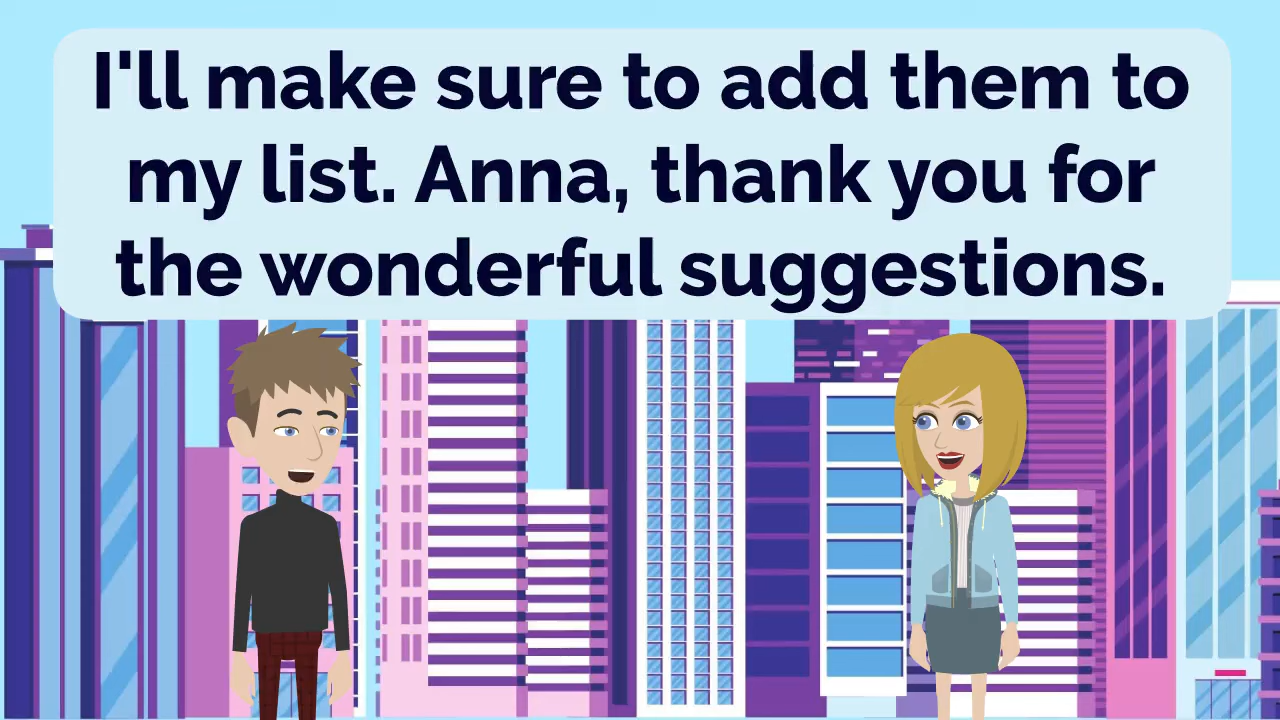 I'll make sure to add them to
my list. Anna, thank you for
the wonderful suggestions.